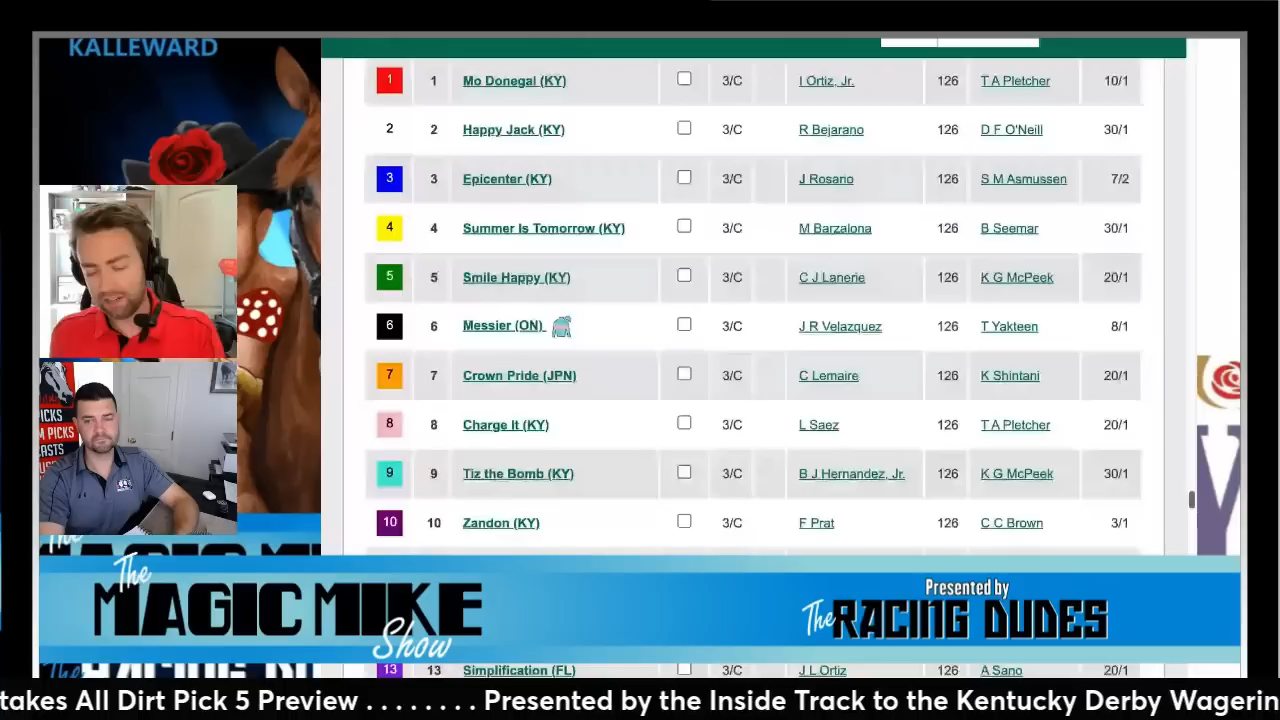 KALLEWARD
1 1 Mo Donegal (KY) 3/C I Ortiz, Jr. 126 T A Pletcher 10/1
2 2 Happy Jack (KY) 3/C R Bejarano 126 D F O'Neill 30/1
3 3 Epicenter (KY) 3/C J Rosario 126 S M Asmussen 7/2
4 4 Summer Is Tomorrow (KY) 3/C M Barzalona 126 B Seemar 30/1
5 5 Smile Happy (KY) 3/C C J Lanerie 126 K G McPeek 20/1
6 6 Messier (ON) 3/C J R Velazquez 126 T Yakteen 8/1
7 7 Crown Pride (JPN) 3/C C Lemaire 126 K Shintani 20/1
8 8 Charge It (KY) 3/C L Saez 126 T A Pletcher 20/1
9 9 Tiz the Bomb (KY) 3/C B J Hernandez, Jr. 126 K G McPeek 30/1
10 10 Zandon (KY) 3/C F Prat 126 C C Brown 3/1
13 13 Simplification (FL) 3/C J L Ortiz 126 A Sano 20/1
ICKS
M PICKS
ASTS
The
MAGIC MIKE
Show
Presented by
The RACING DUDES
takes All Dirt Pick 5 Preview . . . . . . . . Presented by the Inside Track to the Kentucky Derby Wagerin